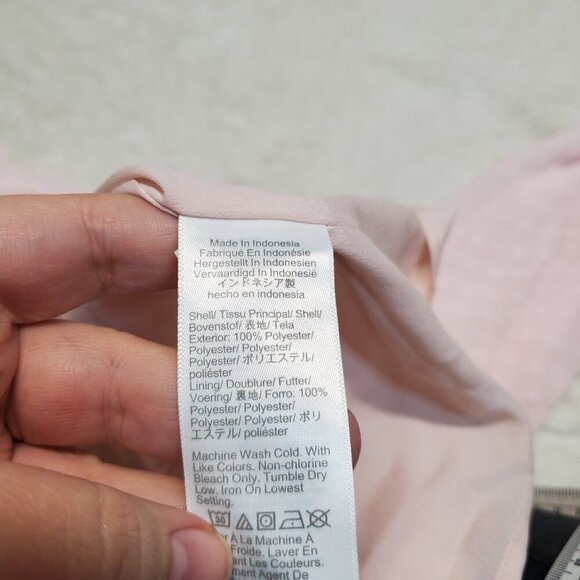 Made In Indonesia
Fabriqué En Indonésie
Hergestellt In Indonesien
Vervaardigd In Indonesië
インドネシア製
hecho en indonesia
Shell/ Tissu Principal/ Shell/
Bovenstof/ 表地/ Tela
Exterior: 100% Polyester/
Polyester/ Polyester/
Polyester/ ポリエステル/
poliéster
Lining/ Doublure/ Futter/
Voering/ 裏地/ Forro: 100%
Polyester/ Polyester/
Polyester/ Polyester/ ポリ
エステル/ poliéster
Machine Wash Cold. With
Like Colors. Non-chlorine
Bleach Only. Tumble Dry
Low. Iron On Lowest
Setting.
30
À La Machine À
Froide. Laver En
ant Les Couleurs.
ment Agent De